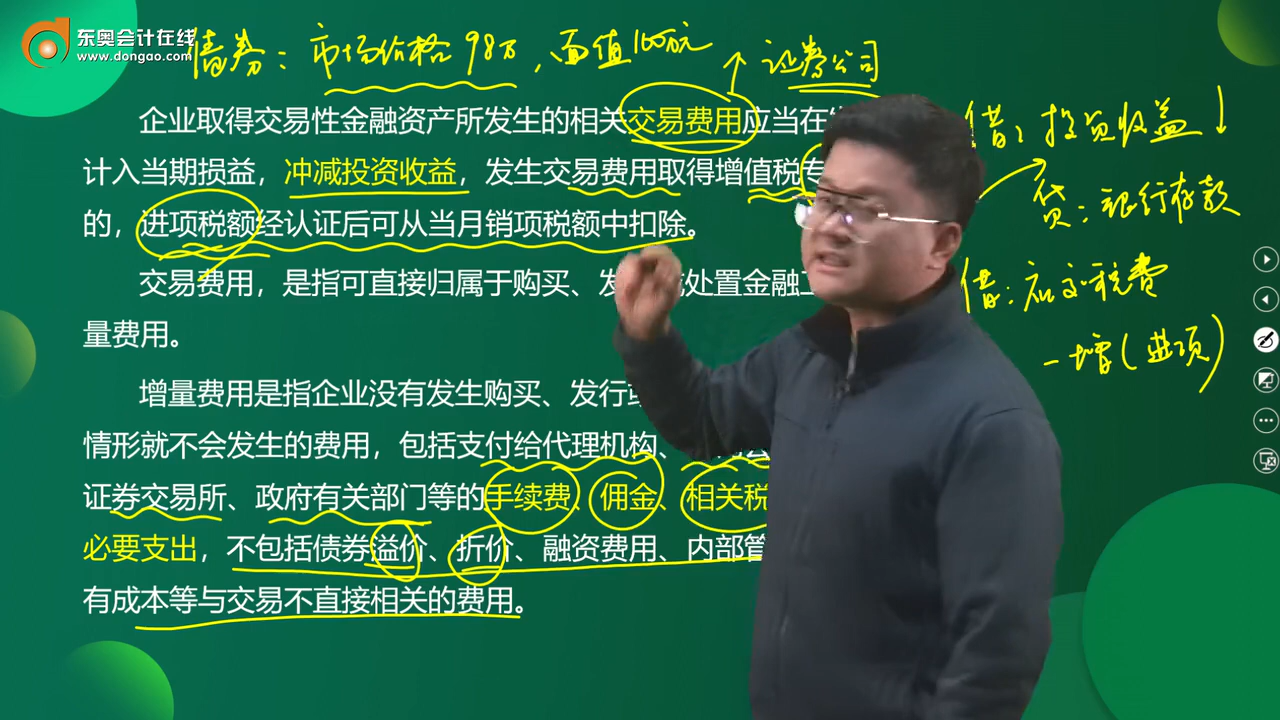 东奥会计在线
www.dongao.com
债券：市场价格98万，面值100万元
↑证券公司
企业取得交易性金融资产所发生的相关交易费用应当在
计入当期损益，冲减投资收益，发生交易费用取得增值税专
的，进项税额经认证后可从当月销项税额中扣除。
交易费用，是指可直接归属于购买、发 处置金融工
量费用。
增量费用是指企业没有发生购买、发行或
情形就不会发生的费用，包括支付给代理机构、
证券交易所、政府有关部门等的手续费、佣金、相关税
必要支出，不包括债券溢价、折价、融资费用、内部管
有成本等与交易不直接相关的费用。
借：投资收益↓
贷：银行存款
借：应交税费
－增（进项）